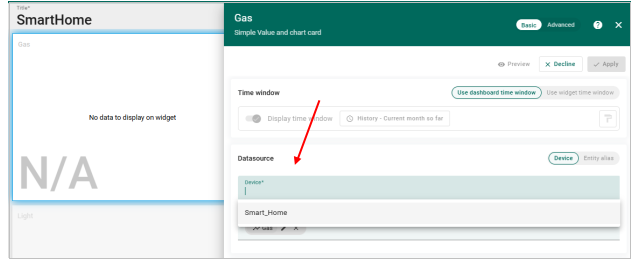 Title*
SmartHome
Gas
No data to display on widget
N/A
Light
Gas
Simple Value and chart card
Basic Advanced ?
Preview Decline Apply
Time window
Use dashboard time window Use widget time window
Display time window History - Current month so far
Datasource
Device Entity alias
Device*
Smart_Home
Gas